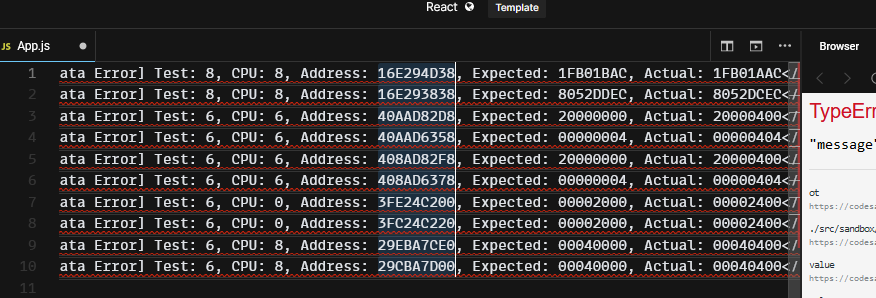 React
Template
JS App.js
Browser
1 ata Error] Test: 8, CPU: 8, Address: 16E294D38, Expected: 1FB01BAC, Actual: 1FB01AAC</
2 ata Error] Test: 8, CPU: 8, Address: 16E293838, Expected: 8052DDEC, Actual: 8052DCEC</
3 ata Error] Test: 6, CPU: 6, Address: 40AAD82D8, Expected: 20000000, Actual: 20000400</
4 ata Error] Test: 6, CPU: 6, Address: 40AAD6358, Expected: 00000004, Actual: 00000404</
5 ata Error] Test: 6, CPU: 6, Address: 408AD82F8, Expected: 20000000, Actual: 20000400</
6 ata Error] Test: 6, CPU: 6, Address: 408AD6378, Expected: 00000004, Actual: 00000404</
7 ata Error] Test: 6, CPU: 0, Address: 3FE24C200, Expected: 00002000, Actual: 00002400</
8 ata Error] Test: 6, CPU: 0, Address: 3FC24C220, Expected: 00002000, Actual: 00002400</
9 ata Error] Test: 6, CPU: 8, Address: 29EBA7CE0, Expected: 00040000, Actual: 00040400</
10 ata Error] Test: 6, CPU: 8, Address: 29CBA7D00, Expected: 00040000, Actual: 00040400</
11
TypeErr
"message"
ot
https://codesa
./src/sandbox/
https://codesa
value
https://codesa